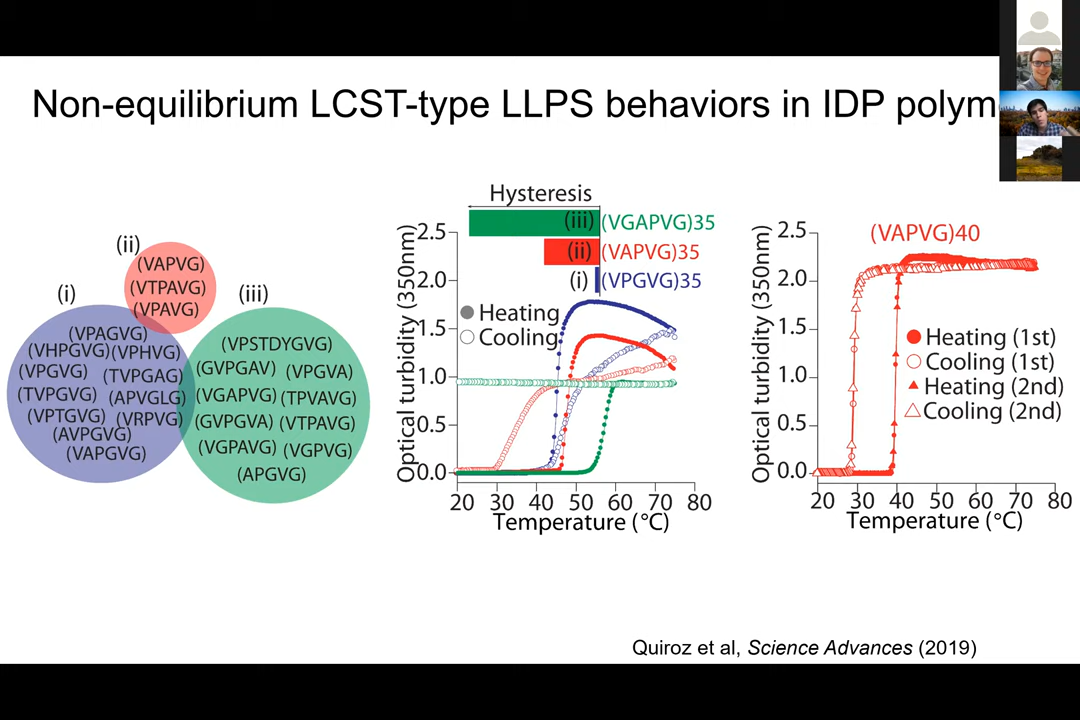 Non-equilibrium LCST-type LLPS behaviors in IDP polym
(ii)
(VAPVG)
(VTPAVG)
(VPAVG)
(i)
(VPAGVG)
(VHPGVG)(VPHVG)
(VPGVG) (TVPGAG)
(TVPGVG) (APVGLG)
(VPTGVG) (VRPVG)
(AVPGVG)
(VAPGVG)
(iii)
(VPSTDYGVG)
(GVPGAV) (VPGVA)
(VGAPVG) (TPVAVG)
(GVPGVA) (VTPAVG)
(VGPAVG) (VGPVG)
(APGVG)
Hysteresis
(iii) (VGAPVG)35
(ii) (VAPVG)35
(i) (VPGVG)35
Heating
Cooling
Optical turbidity (350nm)
2.5
2.0
1.5
1.0
0.5
0.0
20 30 40 50 60 70 80
Temperature (°C)
(VAPVG)40
Heating (1st)
Cooling (1st)
Heating (2nd)
Cooling (2nd)
Optical turbidity (350nm)
2.5
2.0
1.5
1.0
0.5
0.0
20 30 40 50 60 70 80
Temperature (°C)
Quiroz et al, Science Advances (2019)